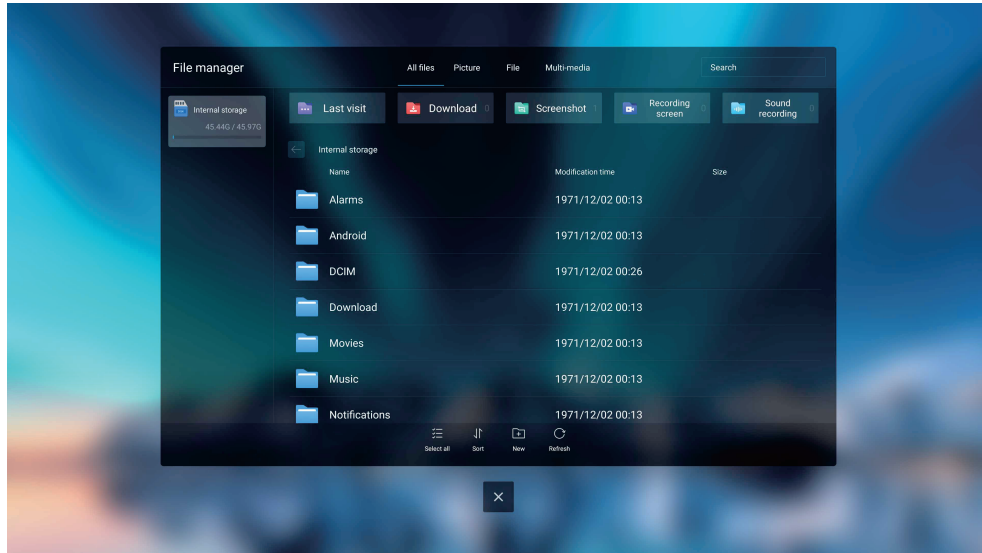 File manager
All files Picture File Multi-media
Search
Internal storage
45.44G / 45.97G
Last visit
Download 0
Screenshot 1
Recording screen 0
Sound recording 0
Internal storage
Name Modification time Size
Alarms 1971/12/02 00:13
Android 1971/12/02 00:13
DCIM 1971/12/02 00:26
Download 1971/12/02 00:13
Movies 1971/12/02 00:13
Music 1971/12/02 00:13
Notifications 1971/12/02 00:13
Select all Sort New Refresh